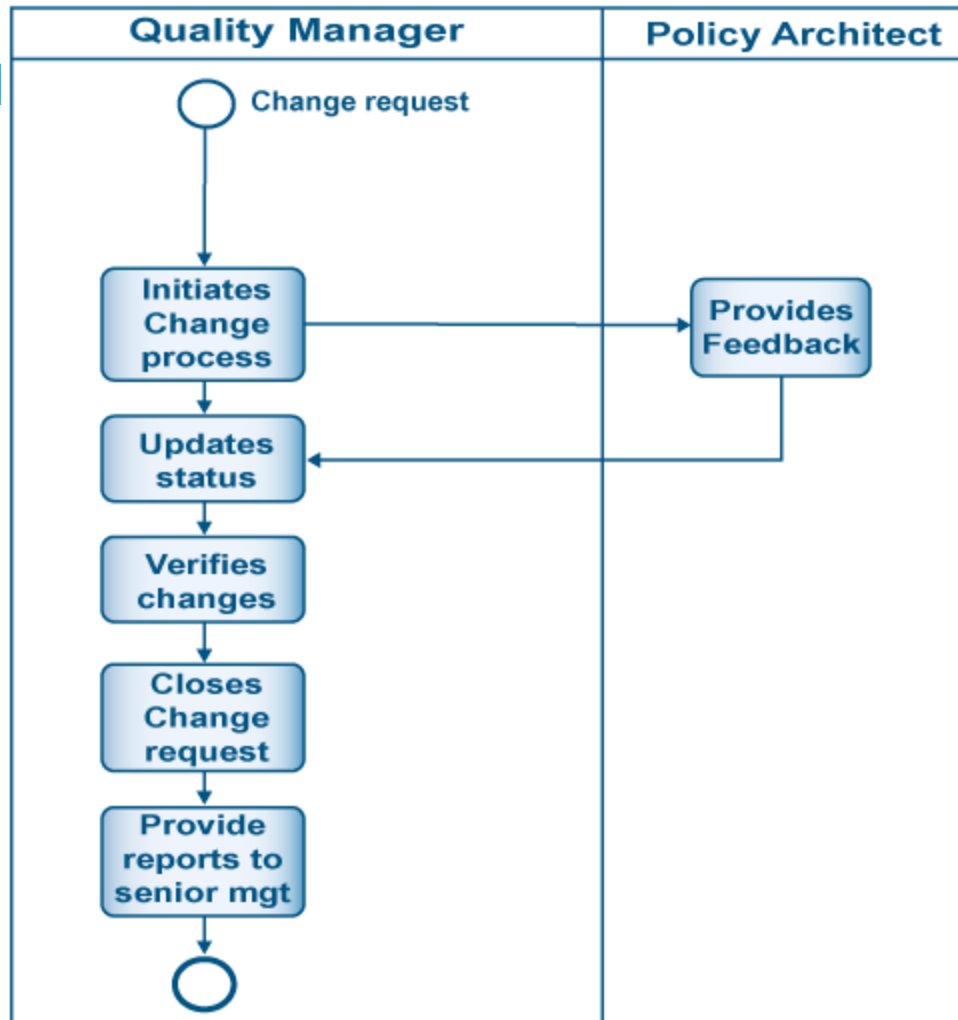 Quality Manager
Policy Architect
Change request
Initiates
Change
process
Provides
Feedback
Updates
status
Verifies
changes
Closes
Change
request
Provide
reports to
senior mgt